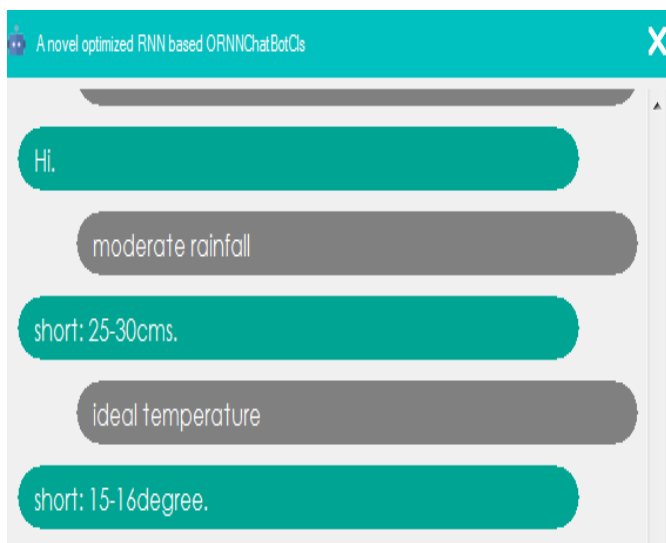 A novel optimized RNN based ORNNChatBotCls
X
Hi.
moderate rainfall
short: 25-30cms.
ideal temperature
short: 15-16degree.